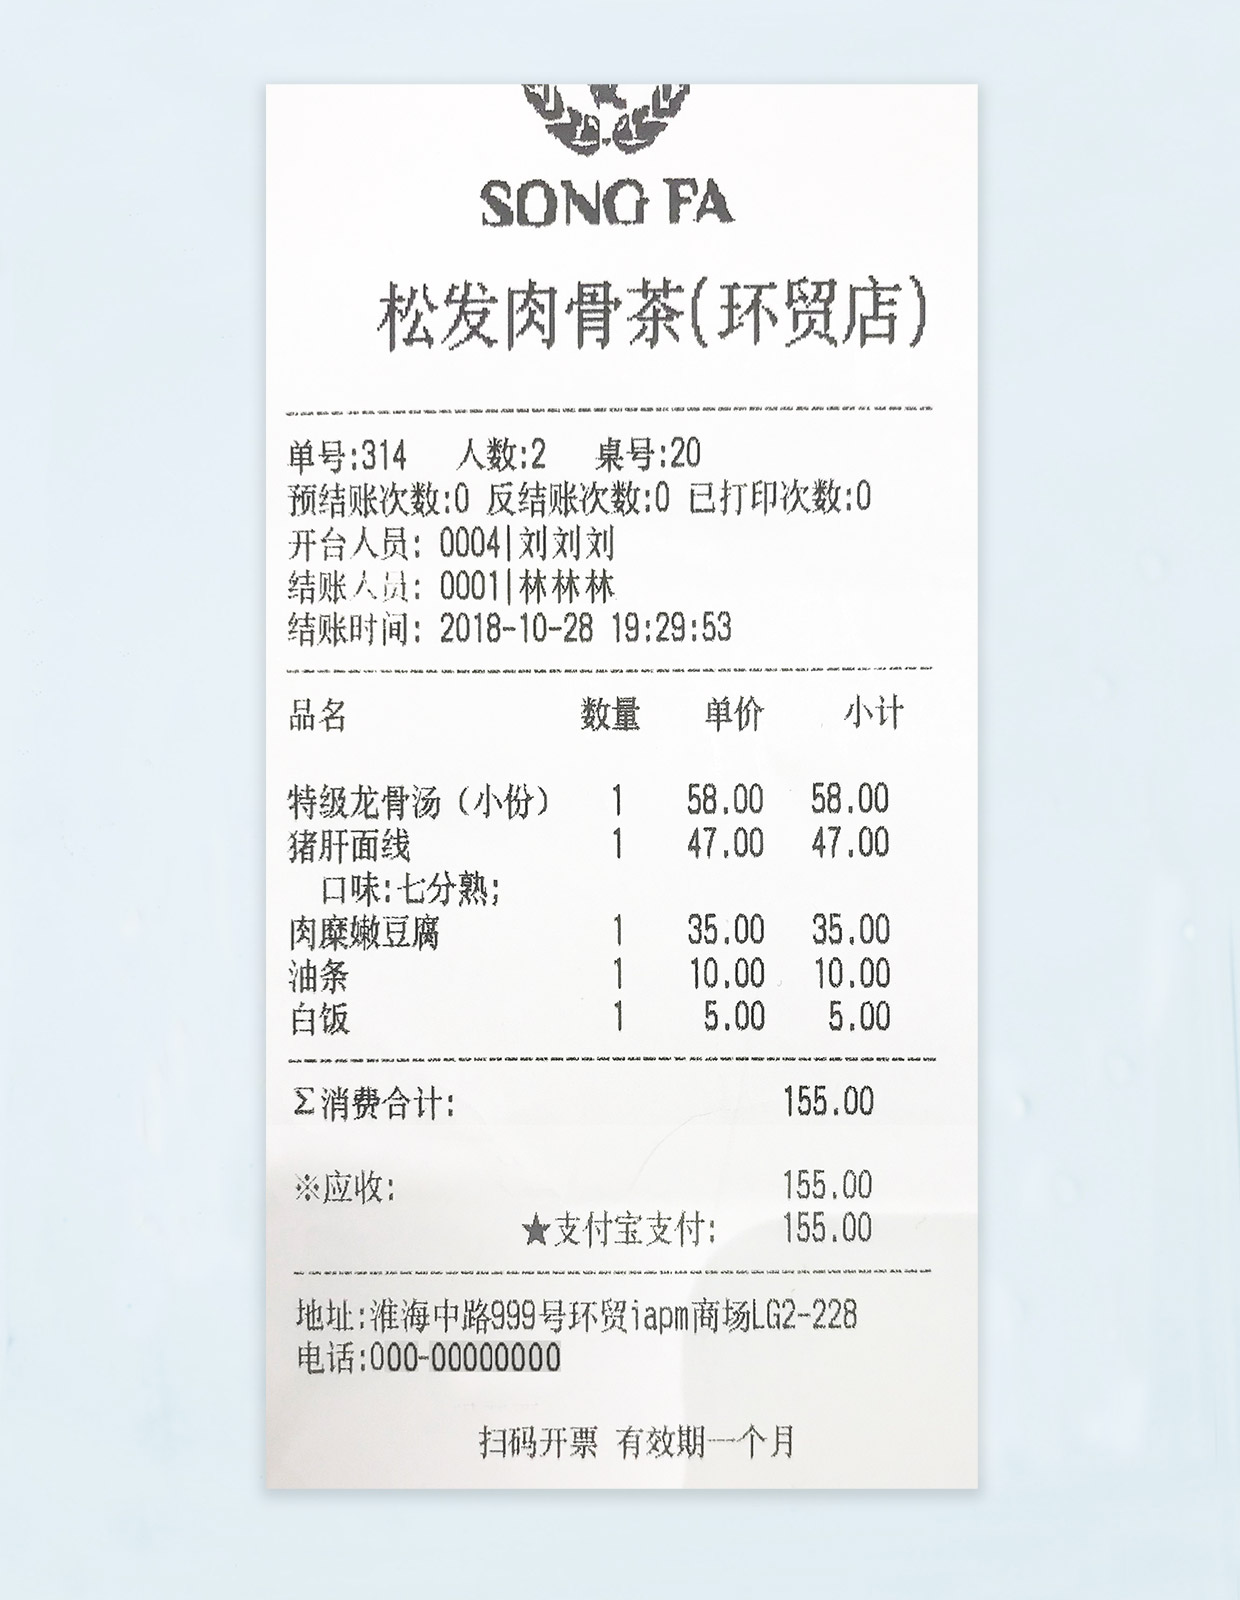 SONG FA
松发肉骨茶(环贸店)
单号:314 人数:2 桌号:20
预结账次数:0 反结账次数:0 已打印次数:0
开台人员: 0004|刘刘刘
结账人员: 0001|林林林
结账时间: 2018-10-28 19:29:53
品名 数量 单价 小计
特级龙骨汤（小份） 1 58.00 58.00
猪肝面线 1 47.00 47.00
口味:七分熟;
肉糜嫩豆腐 1 35.00 35.00
油条 1 10.00 10.00
白饭 1 5.00 5.00
Σ消费合计: 155.00
※应收: 155.00
★支付宝支付: 155.00
地址:淮海中路999号环贸iapm商场LG2-228
电话:000-00000000
扫码开票 有效期一个月